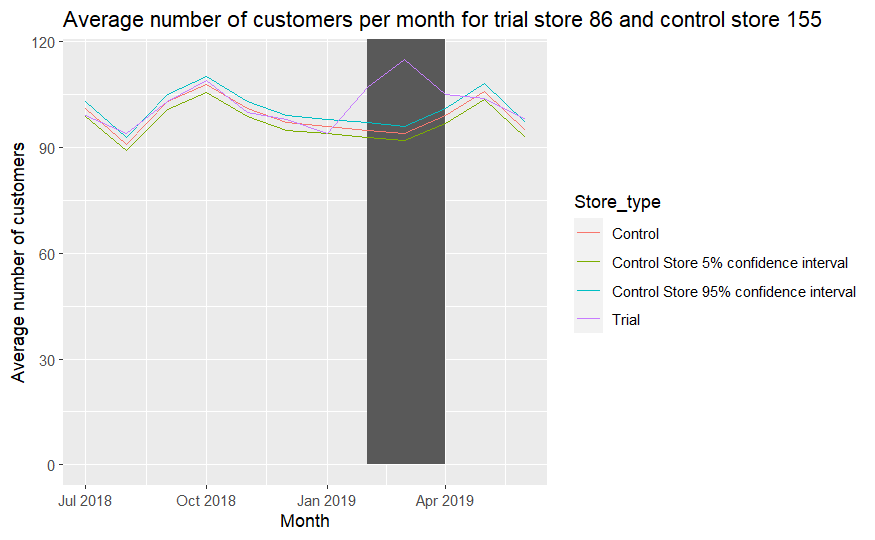 Average number of customers per month for trial store 86 and control store 155
120
90
60
30
0
Average number of customers
Jul 2018
Oct 2018
Jan 2019
Apr 2019
Month
Store_type
Control
Control Store 5% confidence interval
Control Store 95% confidence interval
Trial